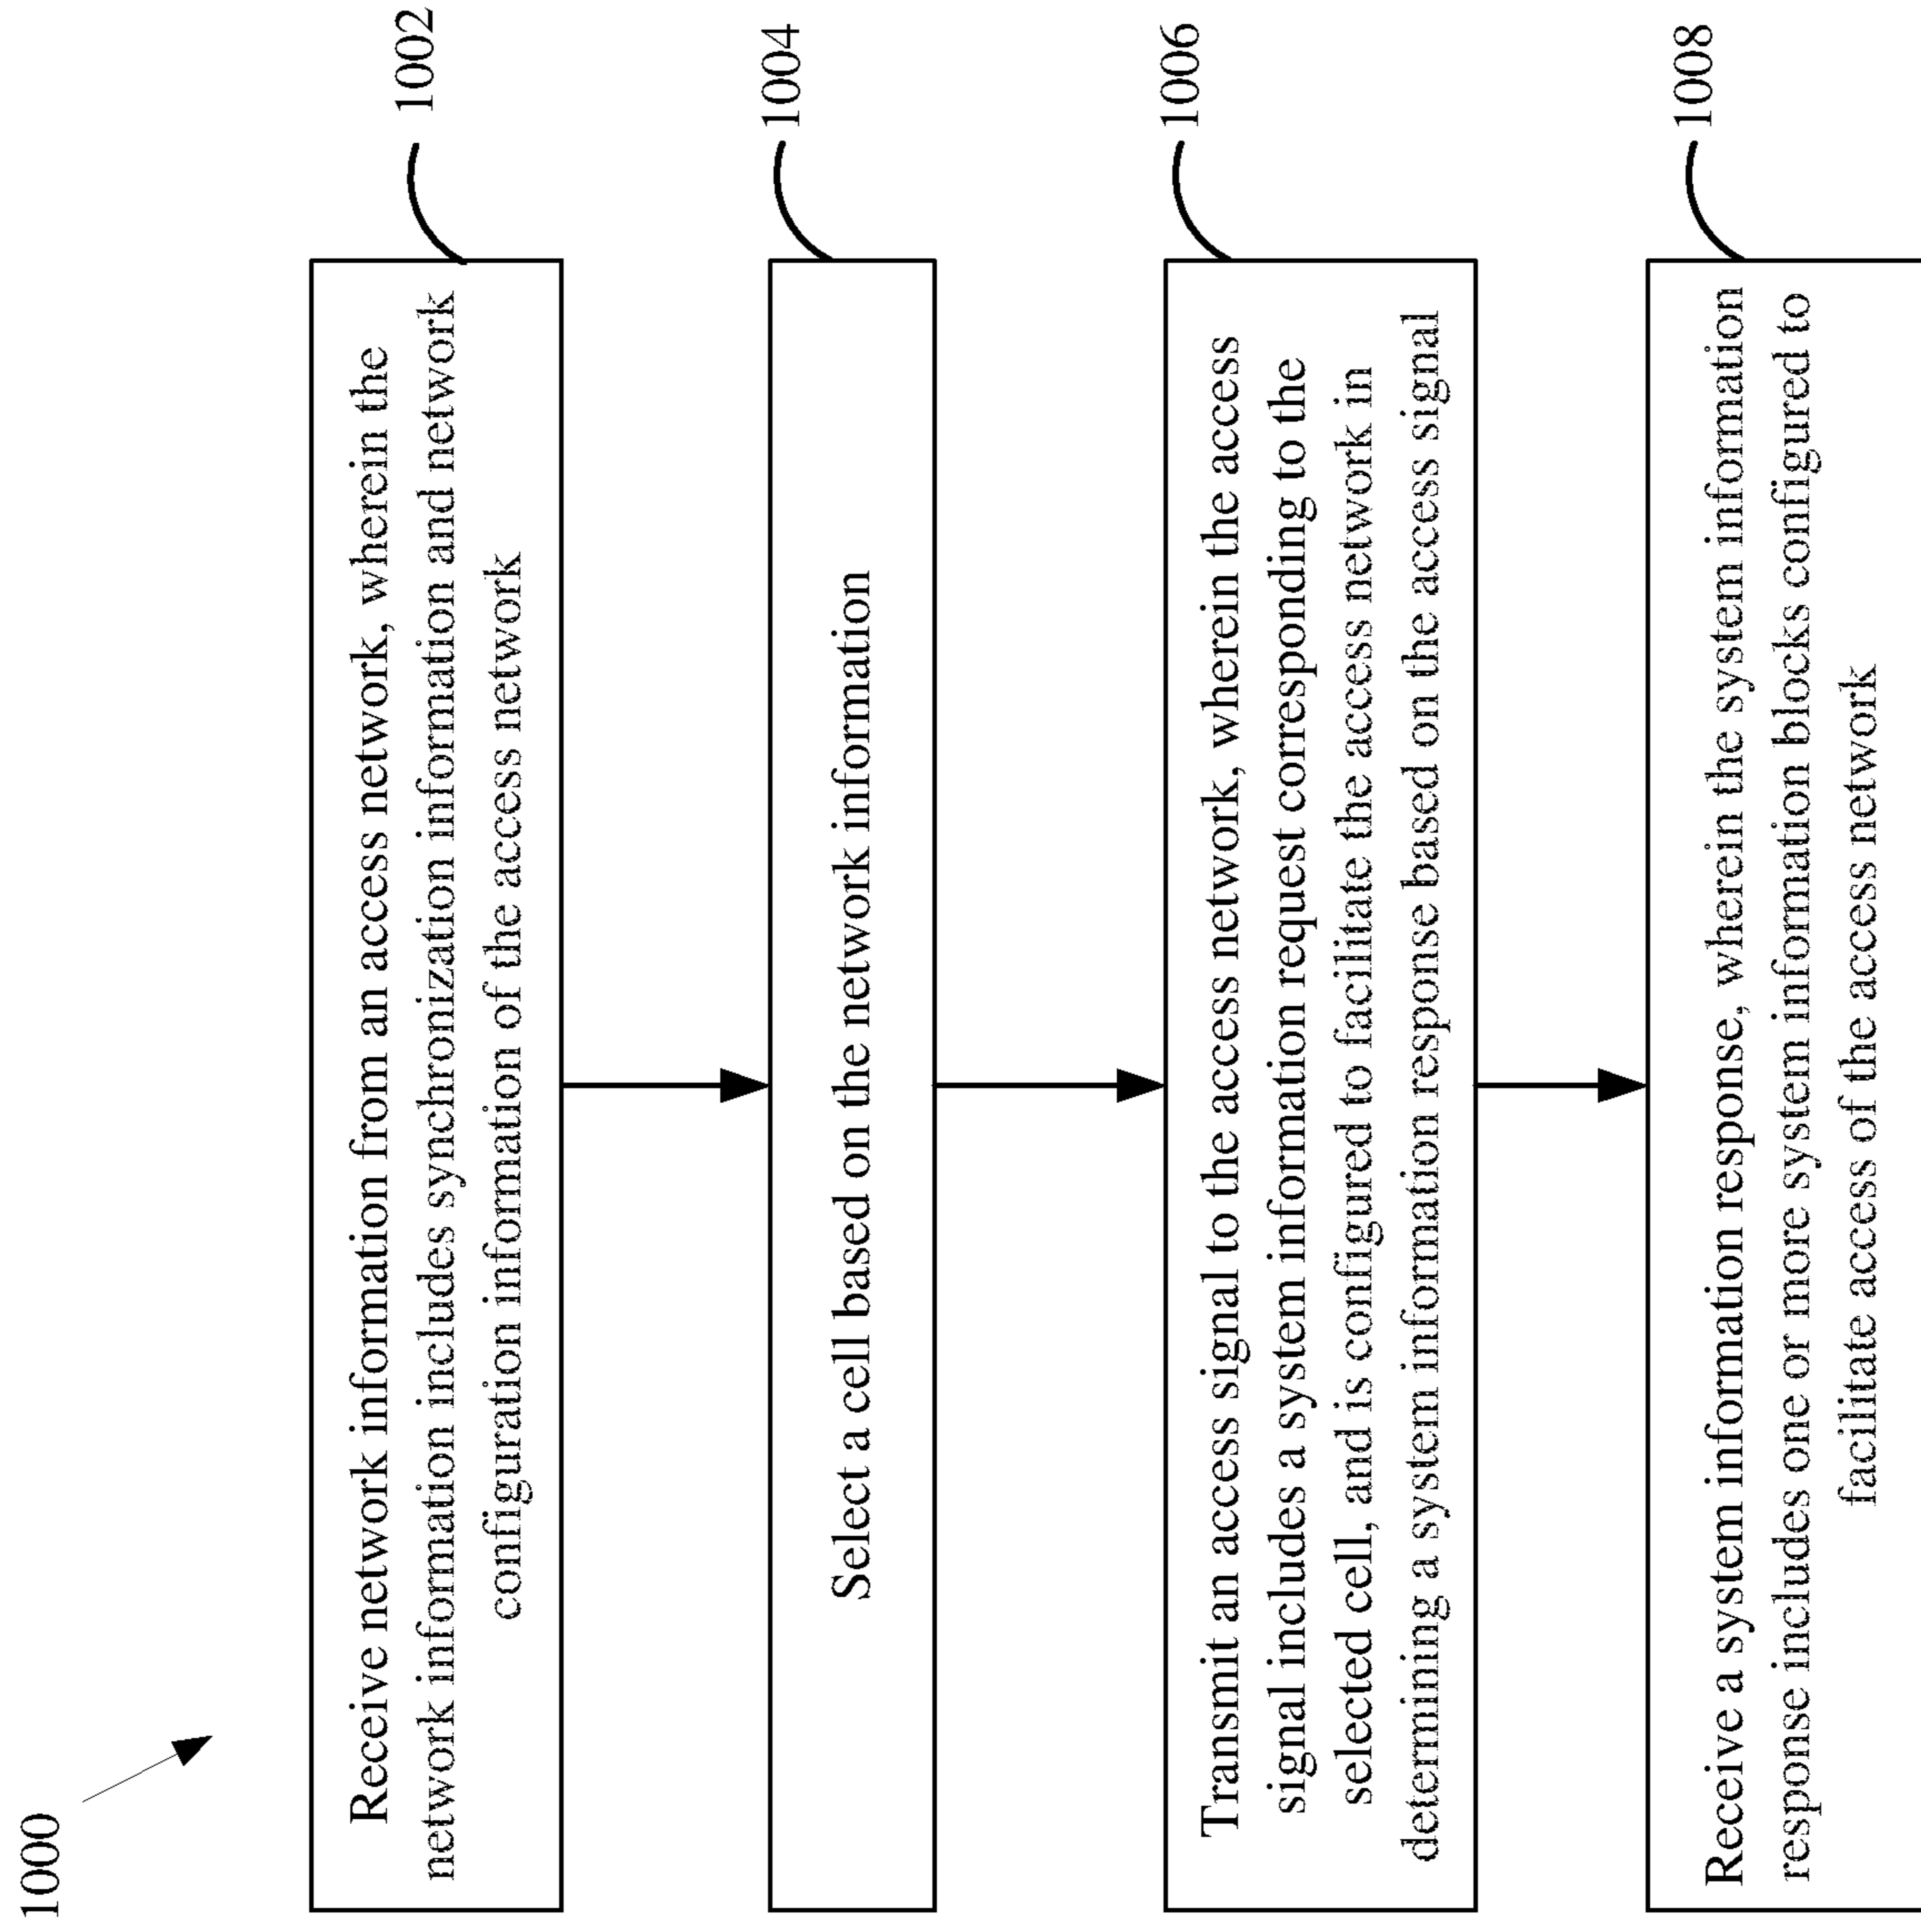 1000
Receive network information from an access network, wherein the
network information includes synchronization information and network
configuration information of the access network
1002
Select a cell based on the network information
1004
Transmit an access signal to the access network, wherein the access
signal includes a system information request corresponding to the
selected cell, and is configured to facilitate the access network in
determining a system information response based on the access signal
1006
Receive a system information response, wherein the system information
response includes one or more system information blocks configured to
facilitate access of the access network
1008